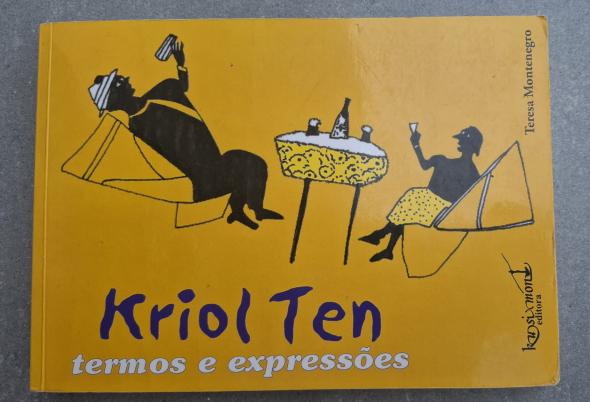 Teresa Montenegro
Kriol Ten
termos e expressões
kusimon
editora